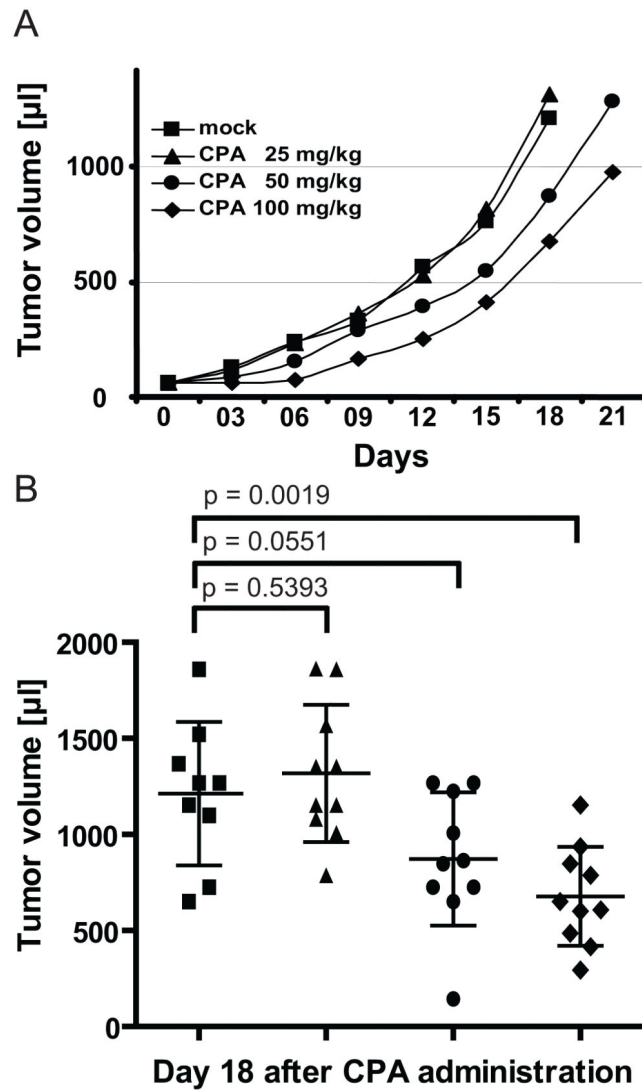 A
Tumor volume [µl]
1000
500
0
mock
CPA 25 mg/kg
CPA 50 mg/kg
CPA 100 mg/kg
0 03 06 09 12 15 18 21
Days
B
p = 0.0019
p = 0.0551
p = 0.5393
Tumor volume [µl]
2000
1500
1000
500
0
Day 18 after CPA administration